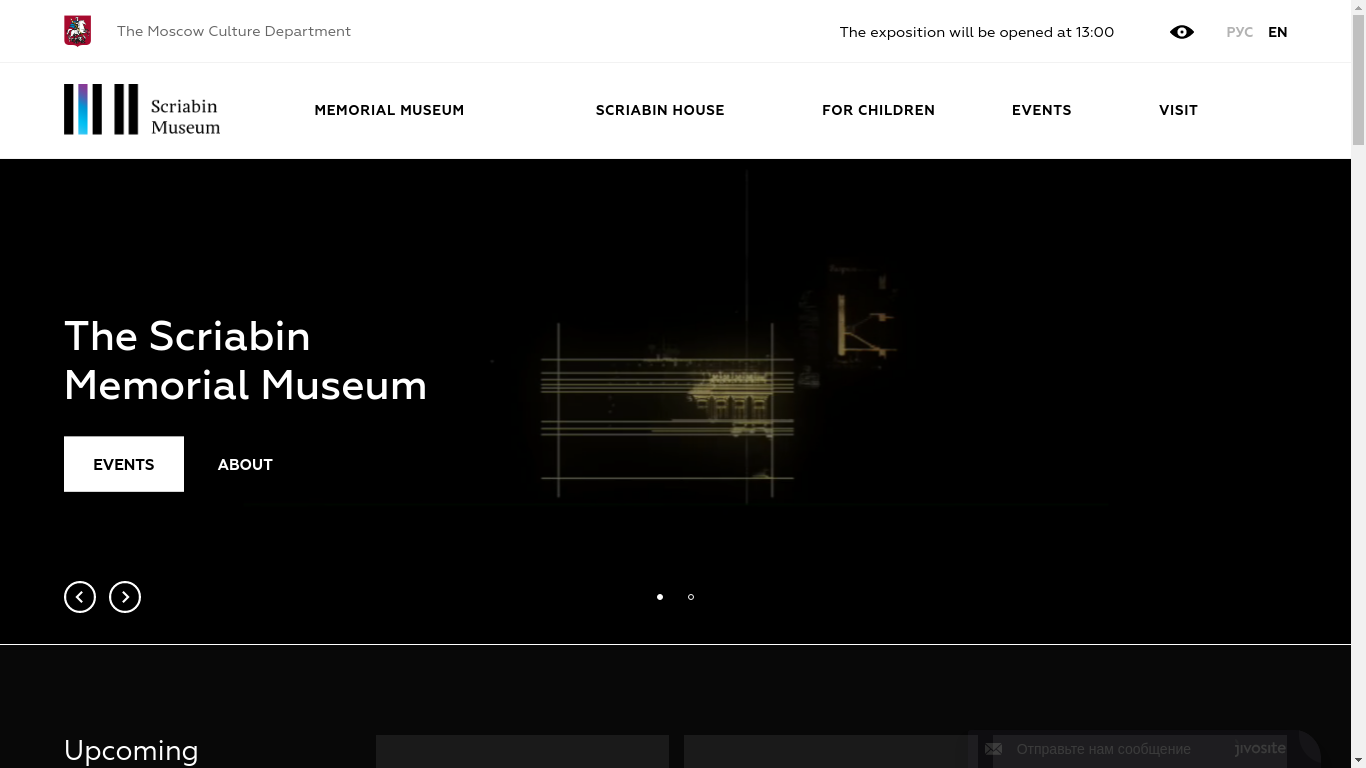 The Moscow Culture Department
The exposition will be opened at 13:00
РУС EN
Scriabin
Museum
MEMORIAL MUSEUM
SCRIABIN HOUSE
FOR CHILDREN
EVENTS
VISIT
The Scriabin
Memorial Museum
EVENTS
ABOUT
Upcoming
Отправьте нам сообщение
jivosite